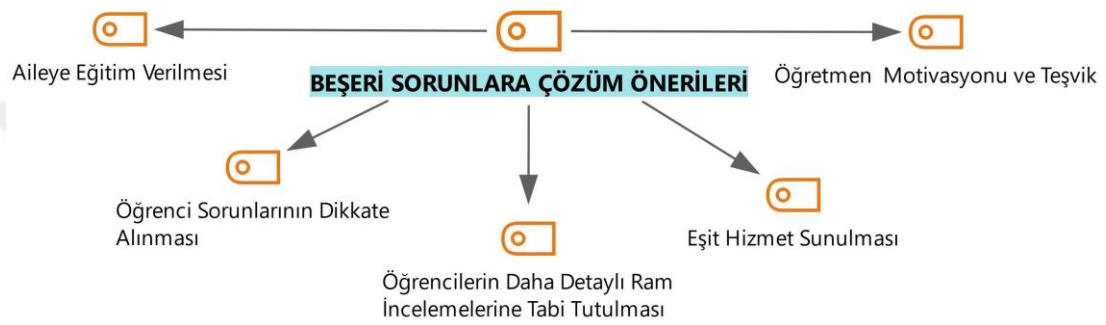 Aileye Eğitim Verilmesi
BEŞERİ SORUNLARA ÇÖZÜM ÖNERİLERİ
Öğretmen Motivasyonu ve Teşvik
Öğrenci Sorunlarının Dikkate
Alınması
Eşit Hizmet Sunulması
Öğrencilerin Daha Detaylı Ram
İncelemelerine Tabi Tutulması